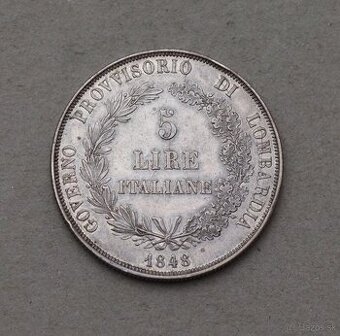 GOVERNO PROVVISORIO DI LOMBARDIA
5
LIRE
ITALIANE
1848